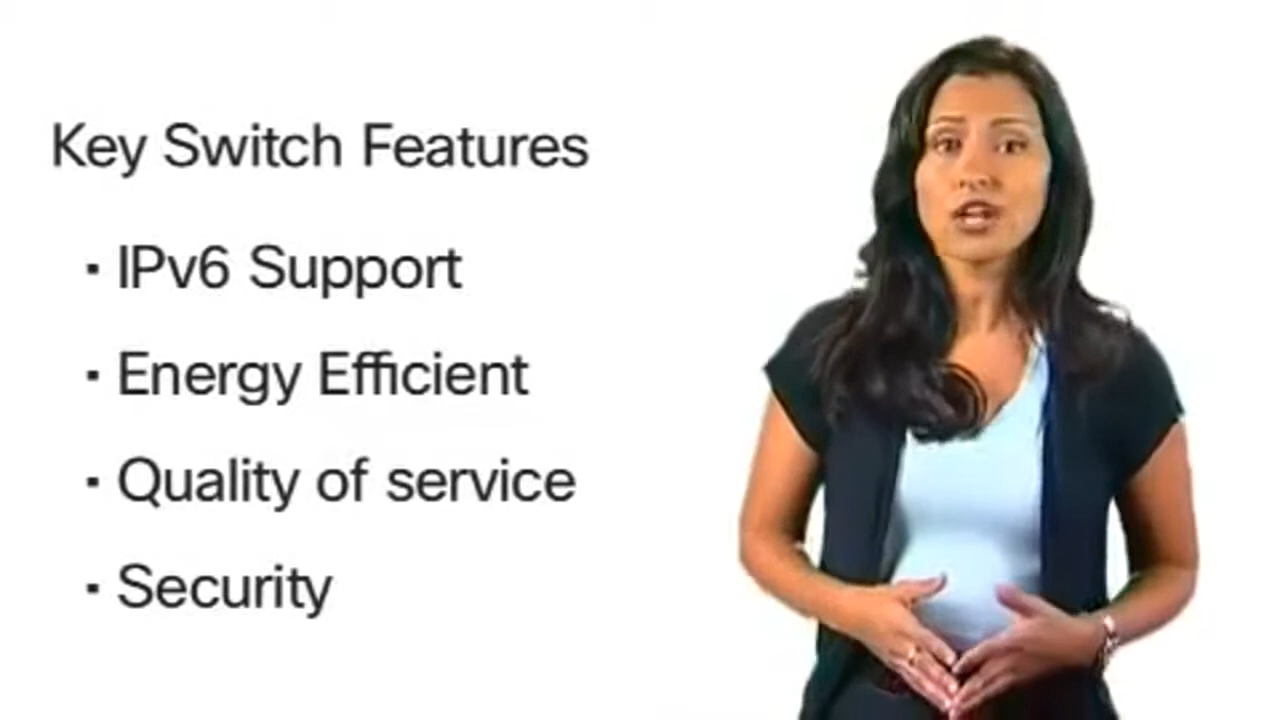 Key Switch Features
▪ IPv6 Support
▪ Energy Efficient
▪ Quality of service
▪ Security